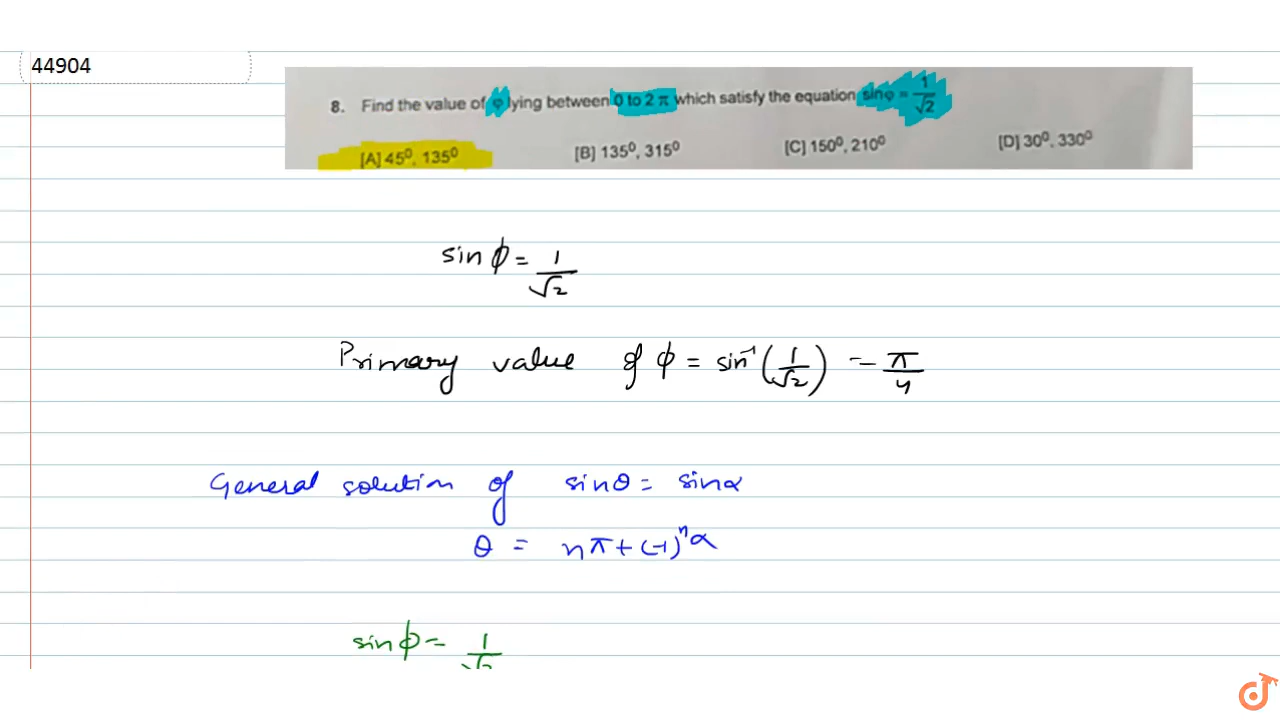 44904
8. Find the value of φ lying between 0 to 2 π which satisfy the equation sinφ = 1/√2
[A] 45⁰, 135⁰ [B] 135⁰, 315⁰ [C] 150⁰, 210⁰ [D] 30⁰, 330⁰
sin ϕ = 1/√2
Primary value of ϕ = sin⁻¹(1/√2) = π/4
General solution of sinθ = sinα
θ = nπ + (-1)ⁿα
sin ϕ = 1/√2